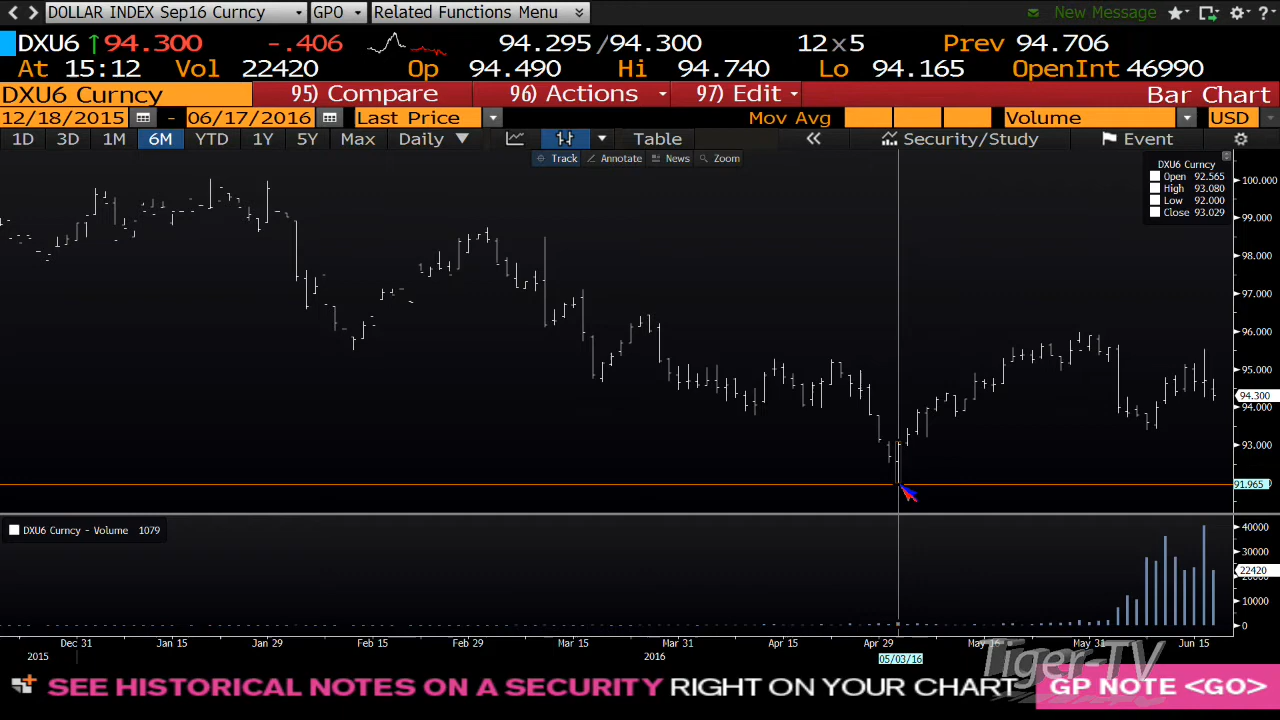 DOLLAR INDEX Sep16 Curncy GPO Related Functions Menu New Message
DXU6 ↑94.300 -.406 94.295/94.300 12x5 Prev 94.706
At 15:12 Vol 22420 Op 94.490 Hi 94.740 Lo 94.165 OpenInt 46990
DXU6 Curncy 95) Compare 96) Actions 97) Edit Bar Chart
12/18/2015 - 06/17/2016 Last Price Mov Avg Volume USD
1D 3D 1M 6M YTD 1Y 5Y Max Daily Table Security/Study Event
Track Annotate News Zoom
DXU6 Curncy
Open 92.565
High 93.080
Low 92.000
Close 93.029
100.000
99.000
98.000
97.000
96.000
95.000
94.300
94.000
93.000
91.965
DXU6 Curncy - Volume 1079
40000
30000
22420
20000
10000
0
Dec 31 Jan 15 Jan 29 Feb 15 Feb 29 Mar 15 Mar 31 Apr 15 Apr 29 May 16 May 31 Jun 15
2015 2016 05/03/16
Tiger-TV
SEE HISTORICAL NOTES ON A SECURITY RIGHT ON YOUR CHART GP NOTE <GO>